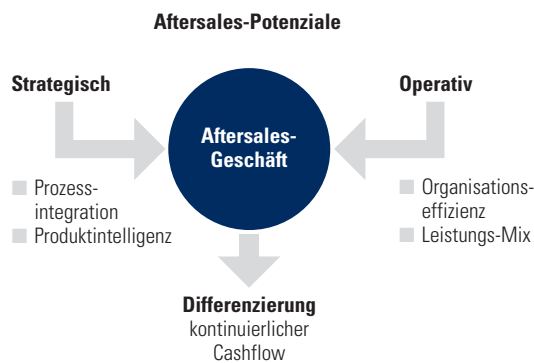 Aftersales-Potenziale
Strategisch
Operativ
Aftersales-
Geschäft
Prozess-
integration
Produktintelligenz
Organisations-
effizienz
Leistungs-Mix
Differenzierung
kontinuierlicher
Cashflow